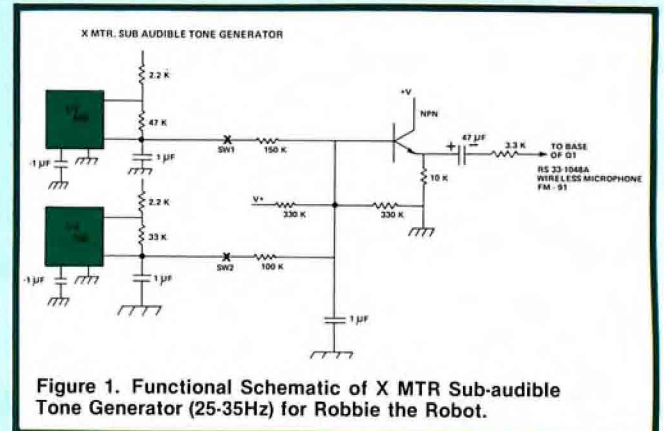 X MTR. SUB AUDIBLE TONE GENERATOR
2.2 K
47 K
·1 µF
1 µF
SW1
150 K
+V
NPN
+
47 µF
–
3.3 K
TO BASE
OF Q1
RS 33-1048A
WIRELESS MICROPHONE
FM - 91
10 K
V+
330 K
330 K
2.2 K
33 K
·1 µF
1 µF
SW2
100 K
1 µF
Figure 1. Functional Schematic of X MTR Sub-audible
Tone Generator (25-35Hz) for Robbie the Robot.